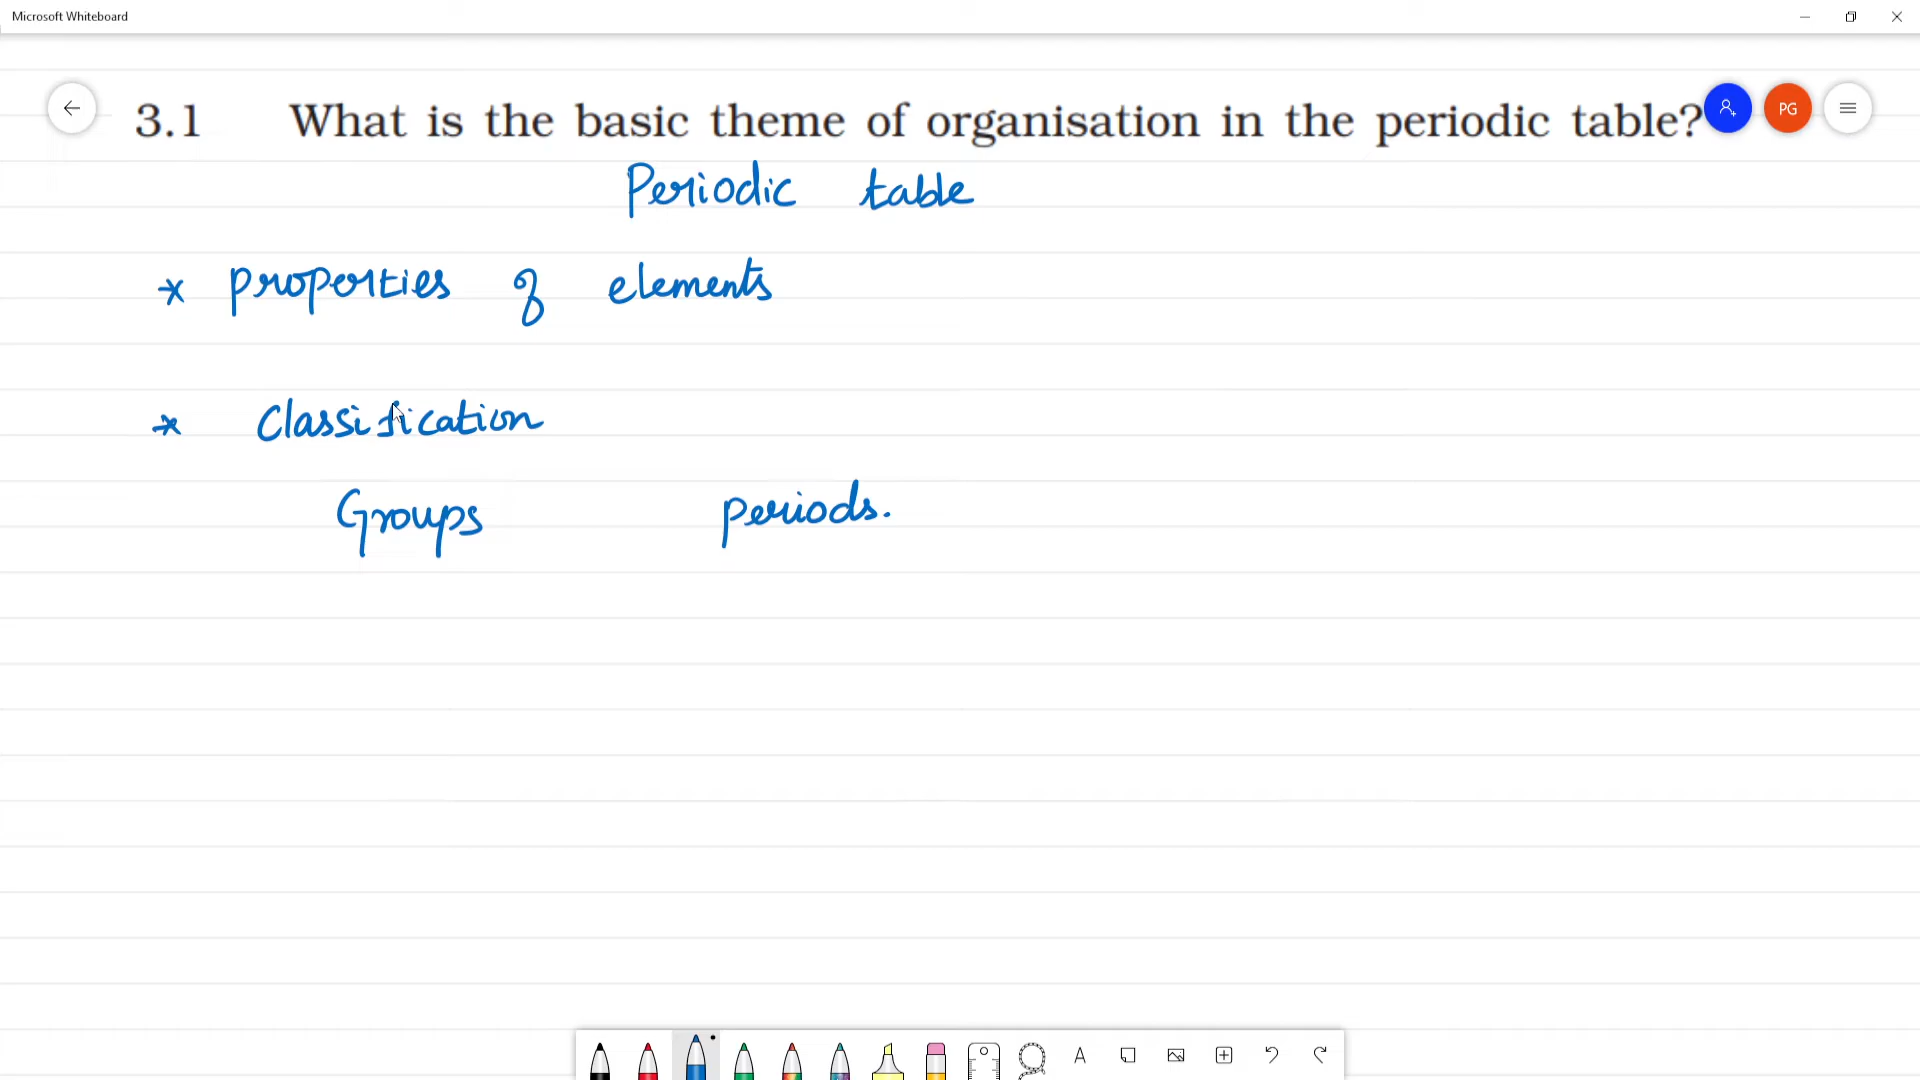 Microsoft Whiteboard
3.1 What is the basic theme of organisation in the periodic table?
PG
Periodic table
* properties of elements
* Classification
Groups periods.
A